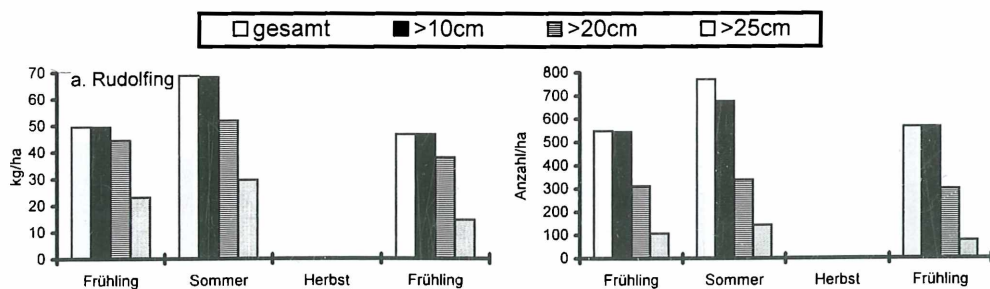 gesamt >10cm >20cm >25cm
a. Rudolfing
kg/ha
70
60
50
40
30
20
10
0
Frühling Sommer Herbst Frühling
Anzahl/ha
800
700
600
500
400
300
200
100
0
Frühling Sommer Herbst Frühling